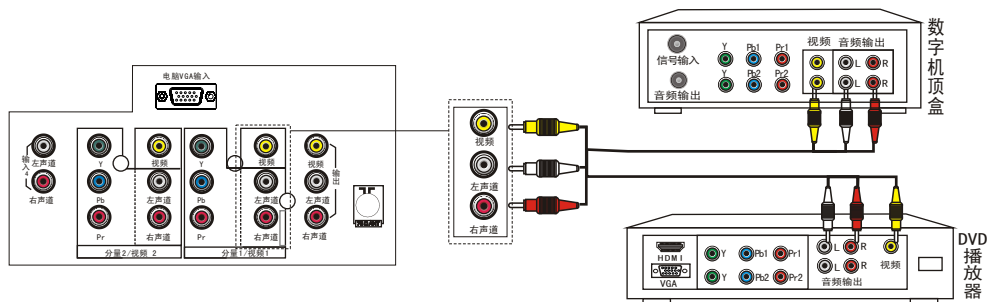 电脑VGA输入
输入4
左声道
右声道
Y
Pb
Pr
视频
左声道
右声道
分量2/视频 2
Y
Pb
Pr
视频
左声道
右声道
分量1/视频1
视频
左声道
右声道
输出
视频
左声道
右声道
信号输入
音频输出
Y
Pb1
Pr1
Y
Pb2
Pr2
视频
音频输出
L
R
L
R
数字机顶盒
HDMI
VGA
Y
Pb1
Pr1
Y
Pb2
Pr2
L
R
L
R
音频输出
视频
DVD播放器